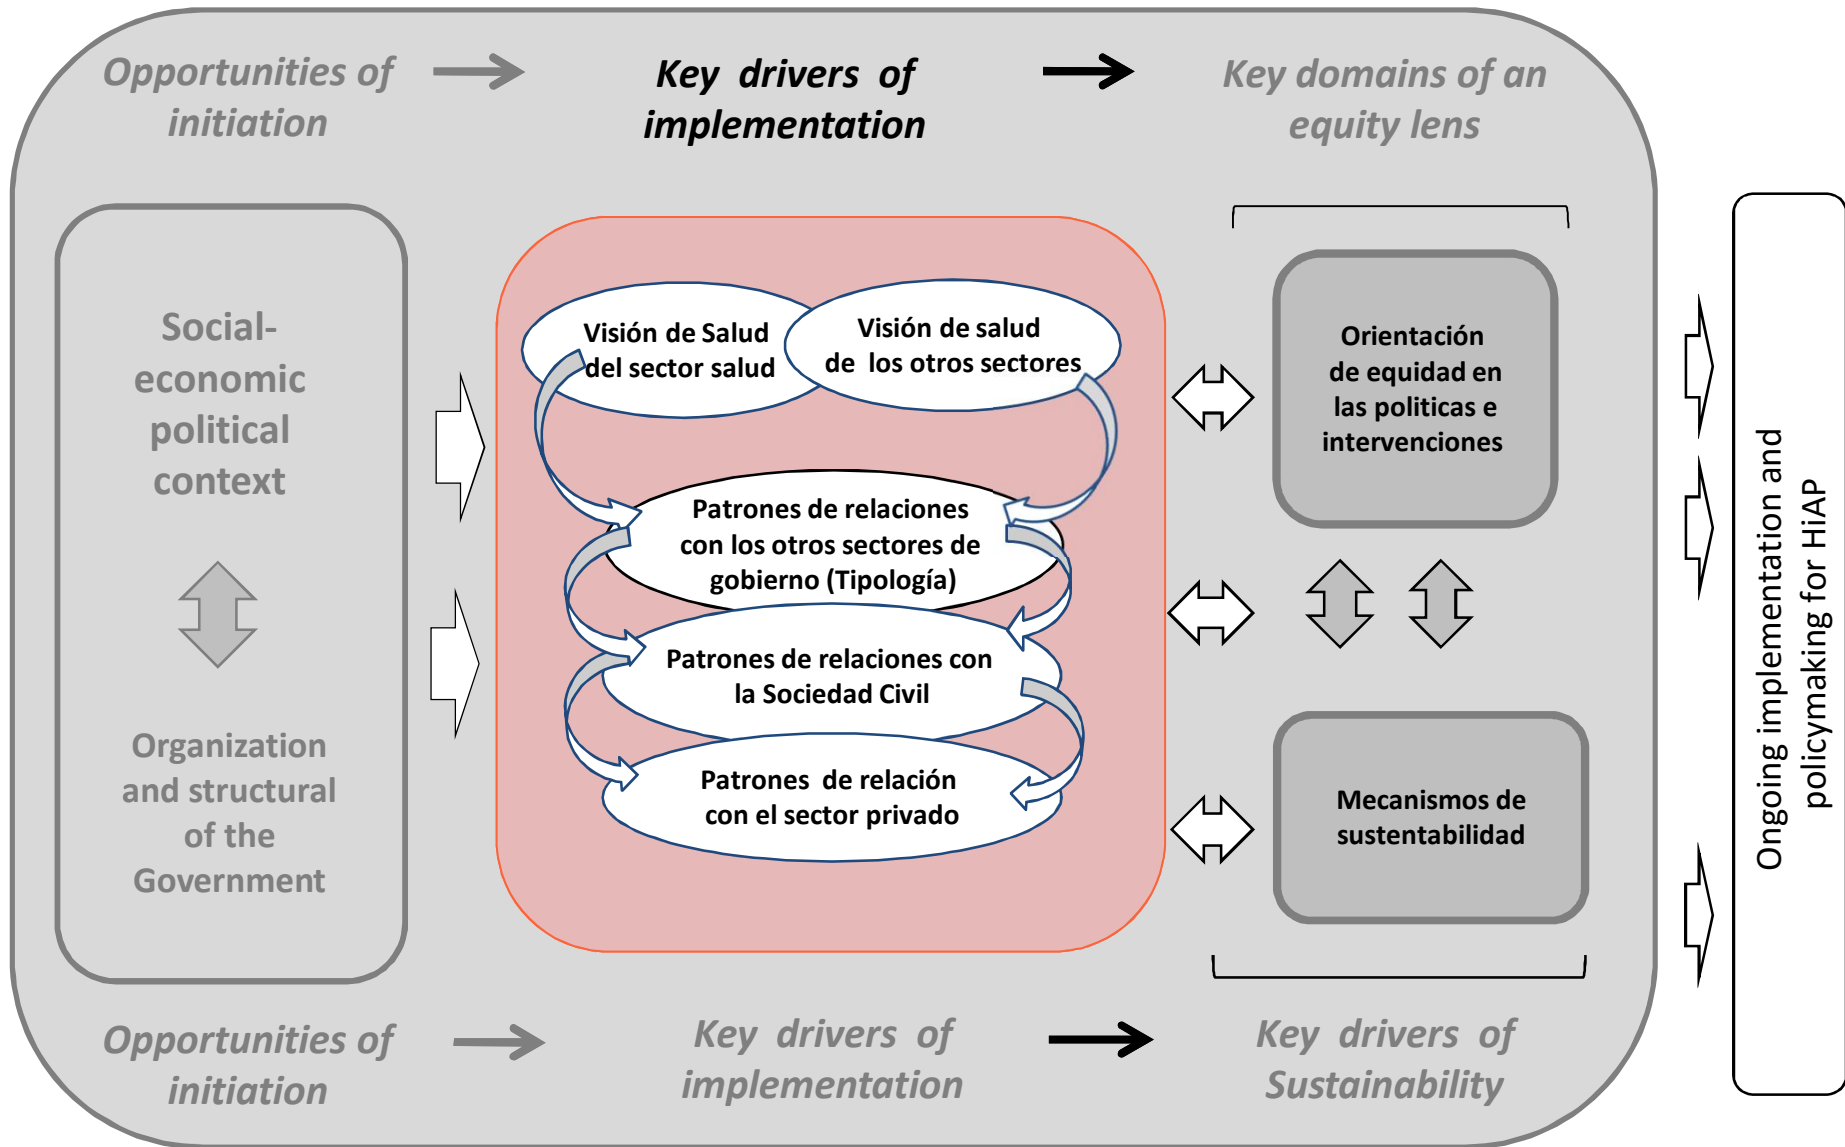 Opportunities of
initiation
Key drivers of
implementation
Key domains of an
equity lens
Social-
economic
political
context
Organization
and structural
of the
Government
Visión de Salud
del sector salud
Visión de salud
de los otros sectores
Patrones de relaciones
con los otros sectores de
gobierno (Tipología)
Patrones de relaciones con
la Sociedad Civil
Patrones de relación
con el sector privado
Orientación
de equidad en
las politicas e
intervenciones
Mecanismos de
sustentabilidad
Ongoing implementation and
policymaking for HiAP
Opportunities of
initiation
Key drivers of
implementation
Key drivers of
Sustainability